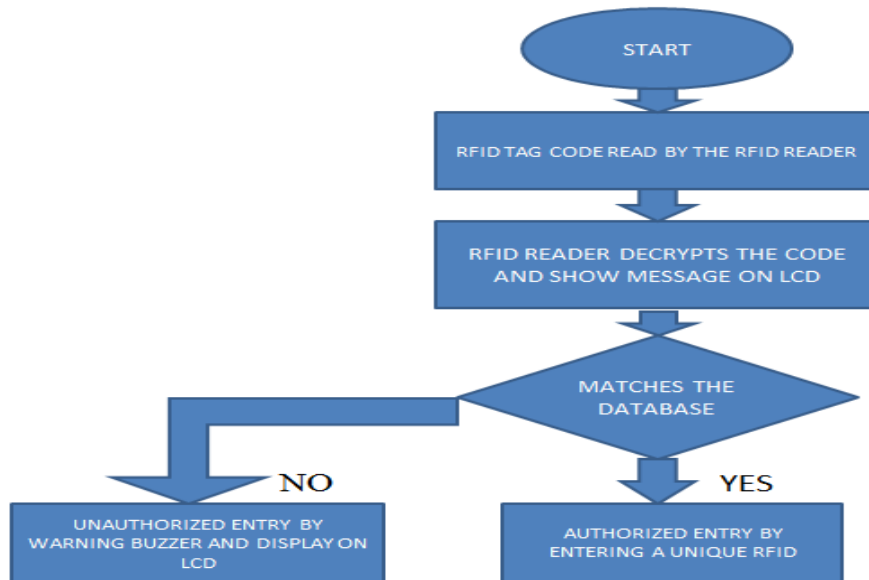 START
RFID TAG CODE READ BY THE RFID READER
RFID READER DECRYPTS THE CODE
AND SHOW MESSAGE ON LCD
MATCHES THE
DATABASE
NO
YES
UNAUTHORIZED ENTRY BY
WARNING BUZZER AND DISPLAY ON
LCD
AUTHORIZED ENTRY BY
ENTERING A UNIQUE RFID